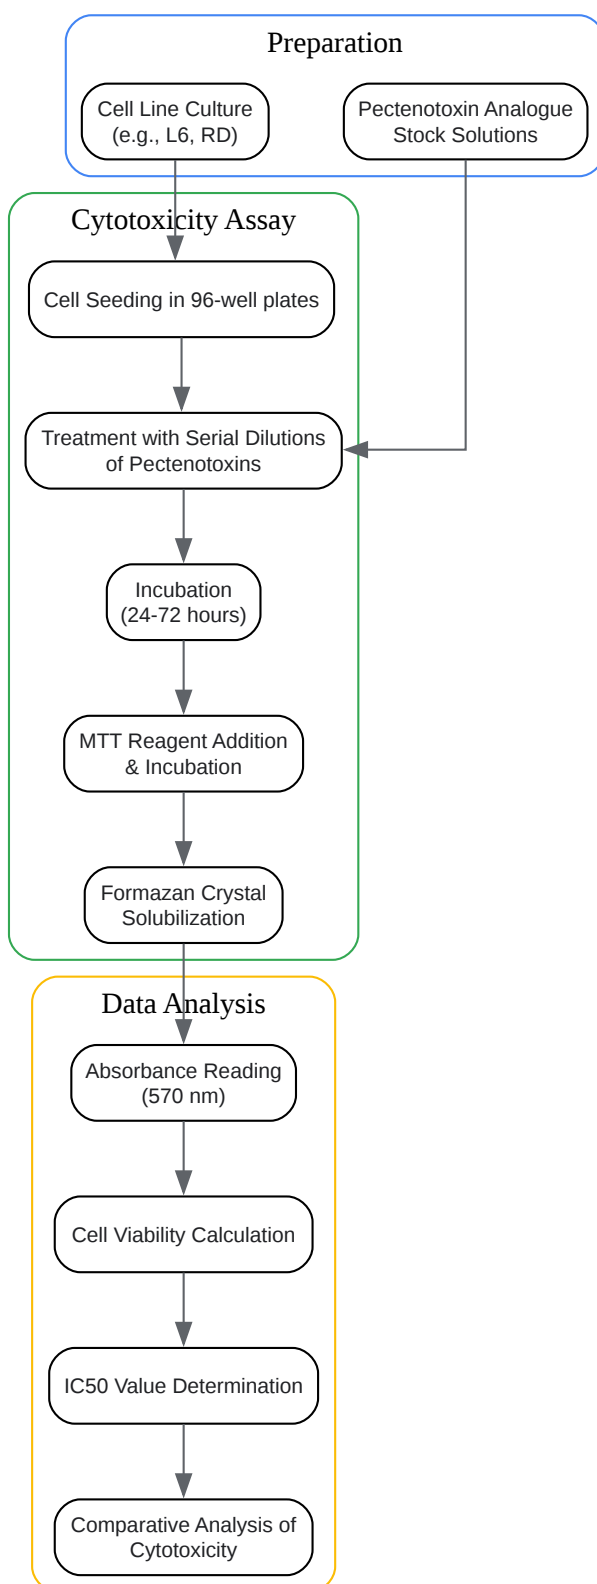 Preparation
Cell Line Culture
(e.g., L6, RD)
Pectenotoxin Analogue
Stock Solutions
Cytotoxicity Assay
Cell Seeding in 96-well plates
Treatment with Serial Dilutions
of Pectenotoxins
Incubation
(24-72 hours)
MTT Reagent Addition
& Incubation
Formazan Crystal
Solubilization
Data Analysis
Absorbance Reading
(570 nm)
Cell Viability Calculation
IC50 Value Determination
Comparative Analysis of
Cytotoxicity